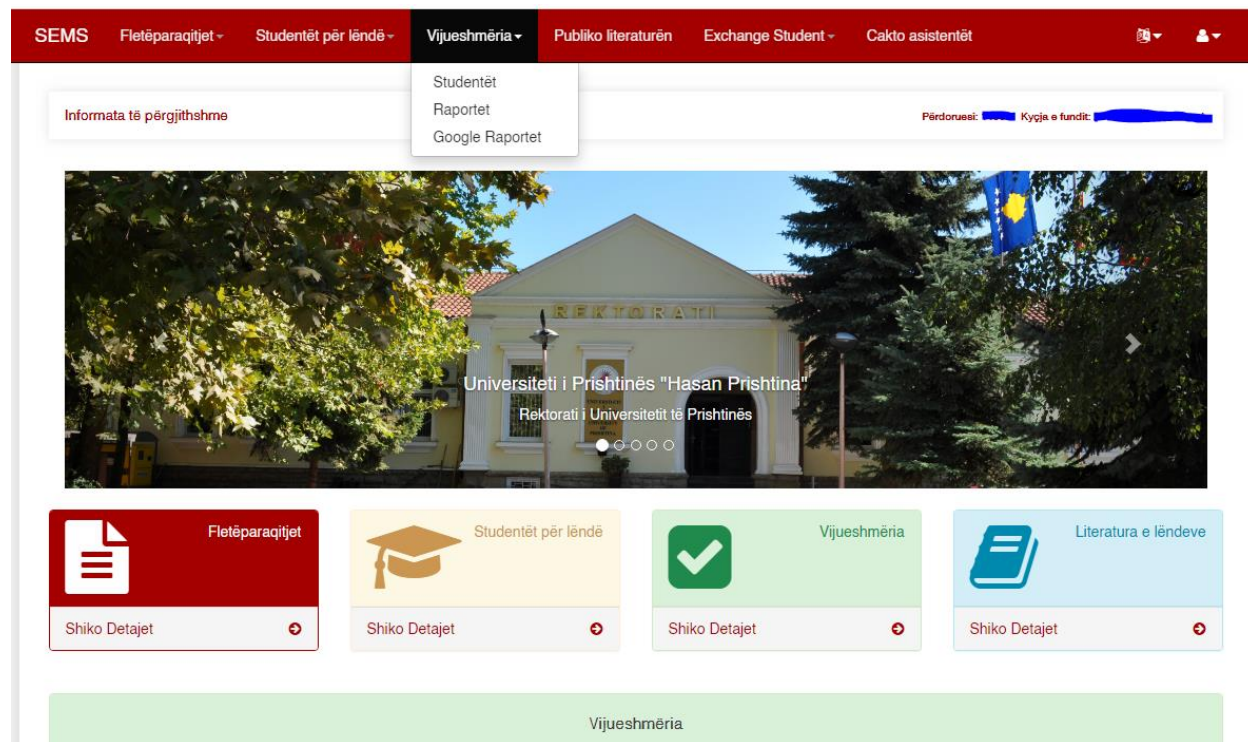 SEMS Fletëparaqitjet Studentët për lëndë Vijueshmëria Publiko literaturën Exchange Student Cakto asistentët
Studentët
Raportet
Google Raportet
Informata të përgjithshme
Përdoruesi: Kyçja e fundit:
REKTORATI
Universiteti i Prishtinës "Hasan Prishtina"
Rektorati i Universitetit të Prishtinës
Fletëparaqitjet
Studentët për lëndë
Vijueshmëria
Literatura e lëndeve
Shiko Detajet
Shiko Detajet
Shiko Detajet
Shiko Detajet
Vijueshmëria